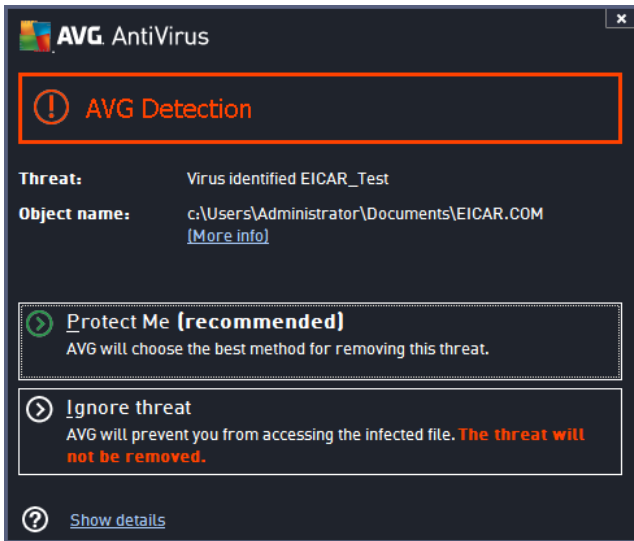 AVG. AntiVirus
x
AVG Detection
Threat: Virus identified EICAR_Test
Object name: c:\Users\Administrator\Documents\EICAR.COM
(More info)
Protect Me (recommended)
AVG will choose the best method for removing this threat.
Ignore threat
AVG will prevent you from accessing the infected file. The threat will
not be removed.
? Show details